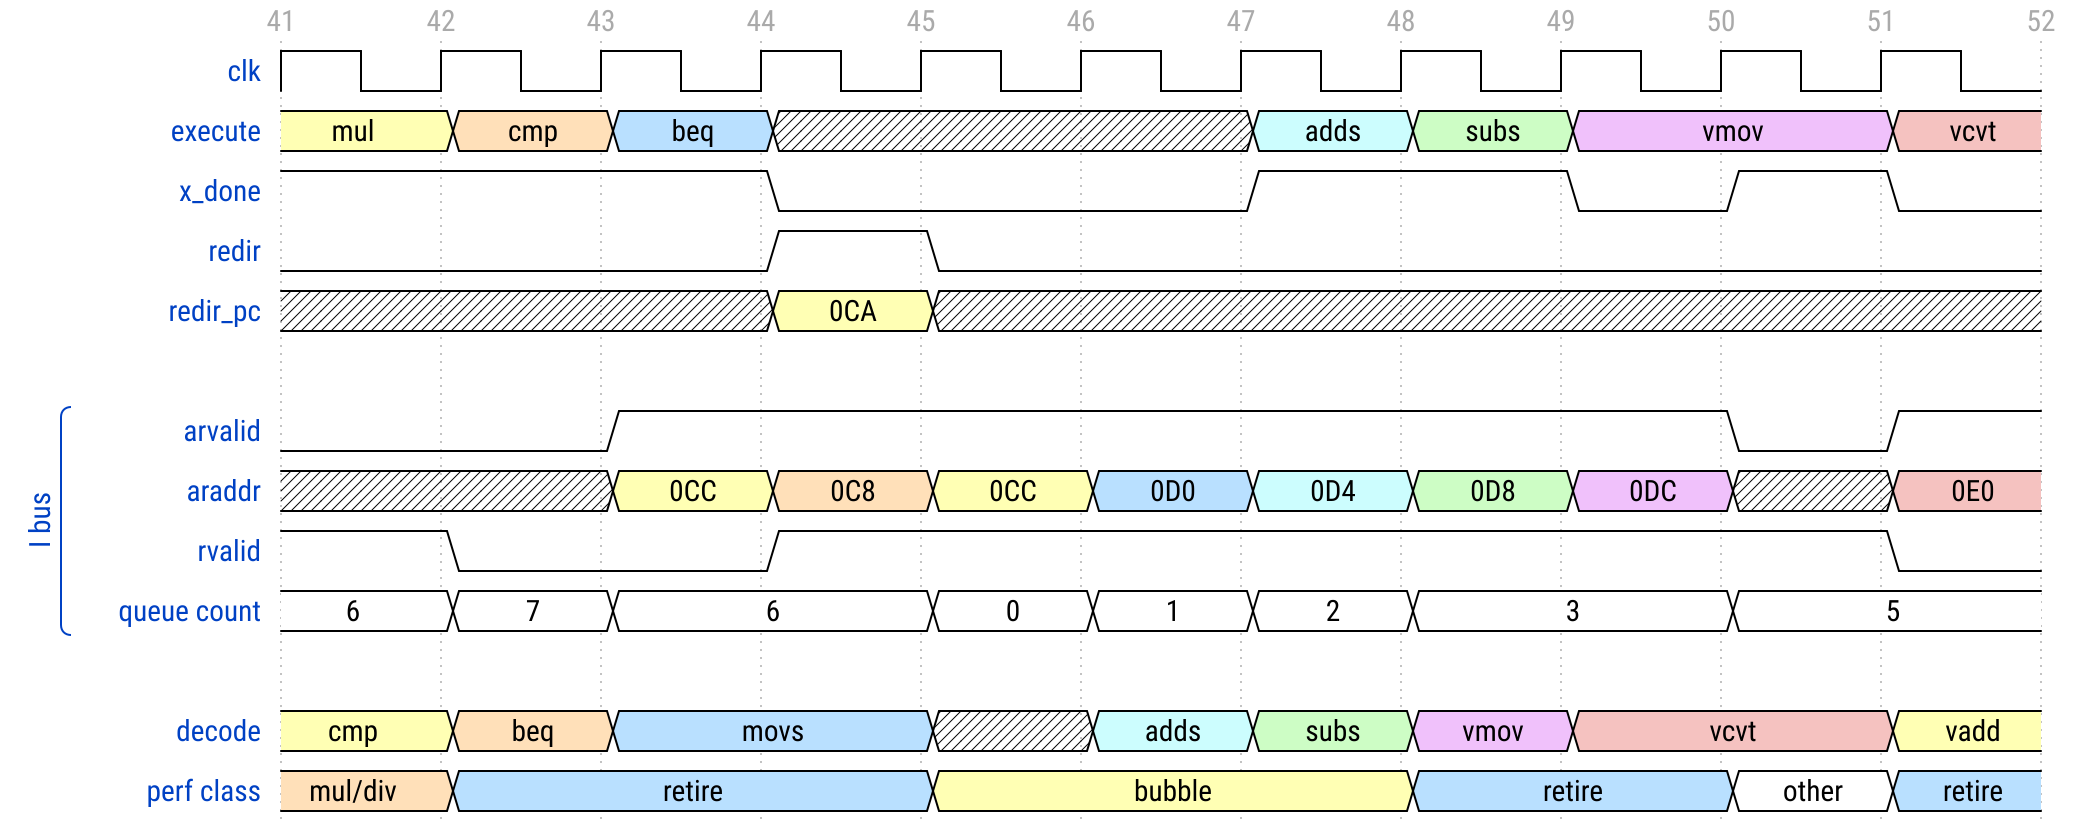 41 42 43 44 45 46 47 48 49 50 51 52
clk
execute mul cmp beq adds subs vmov vcvt
x_done
redir
redir_pc 0CA
I bus
arvalid
araddr 0CC 0C8 0CC 0D0 0D4 0D8 0DC 0E0
rvalid
queue count 6 7 6 0 1 2 3 5
decode cmp beq movs adds subs vmov vcvt vadd
perf class mul/div retire bubble retire other retire